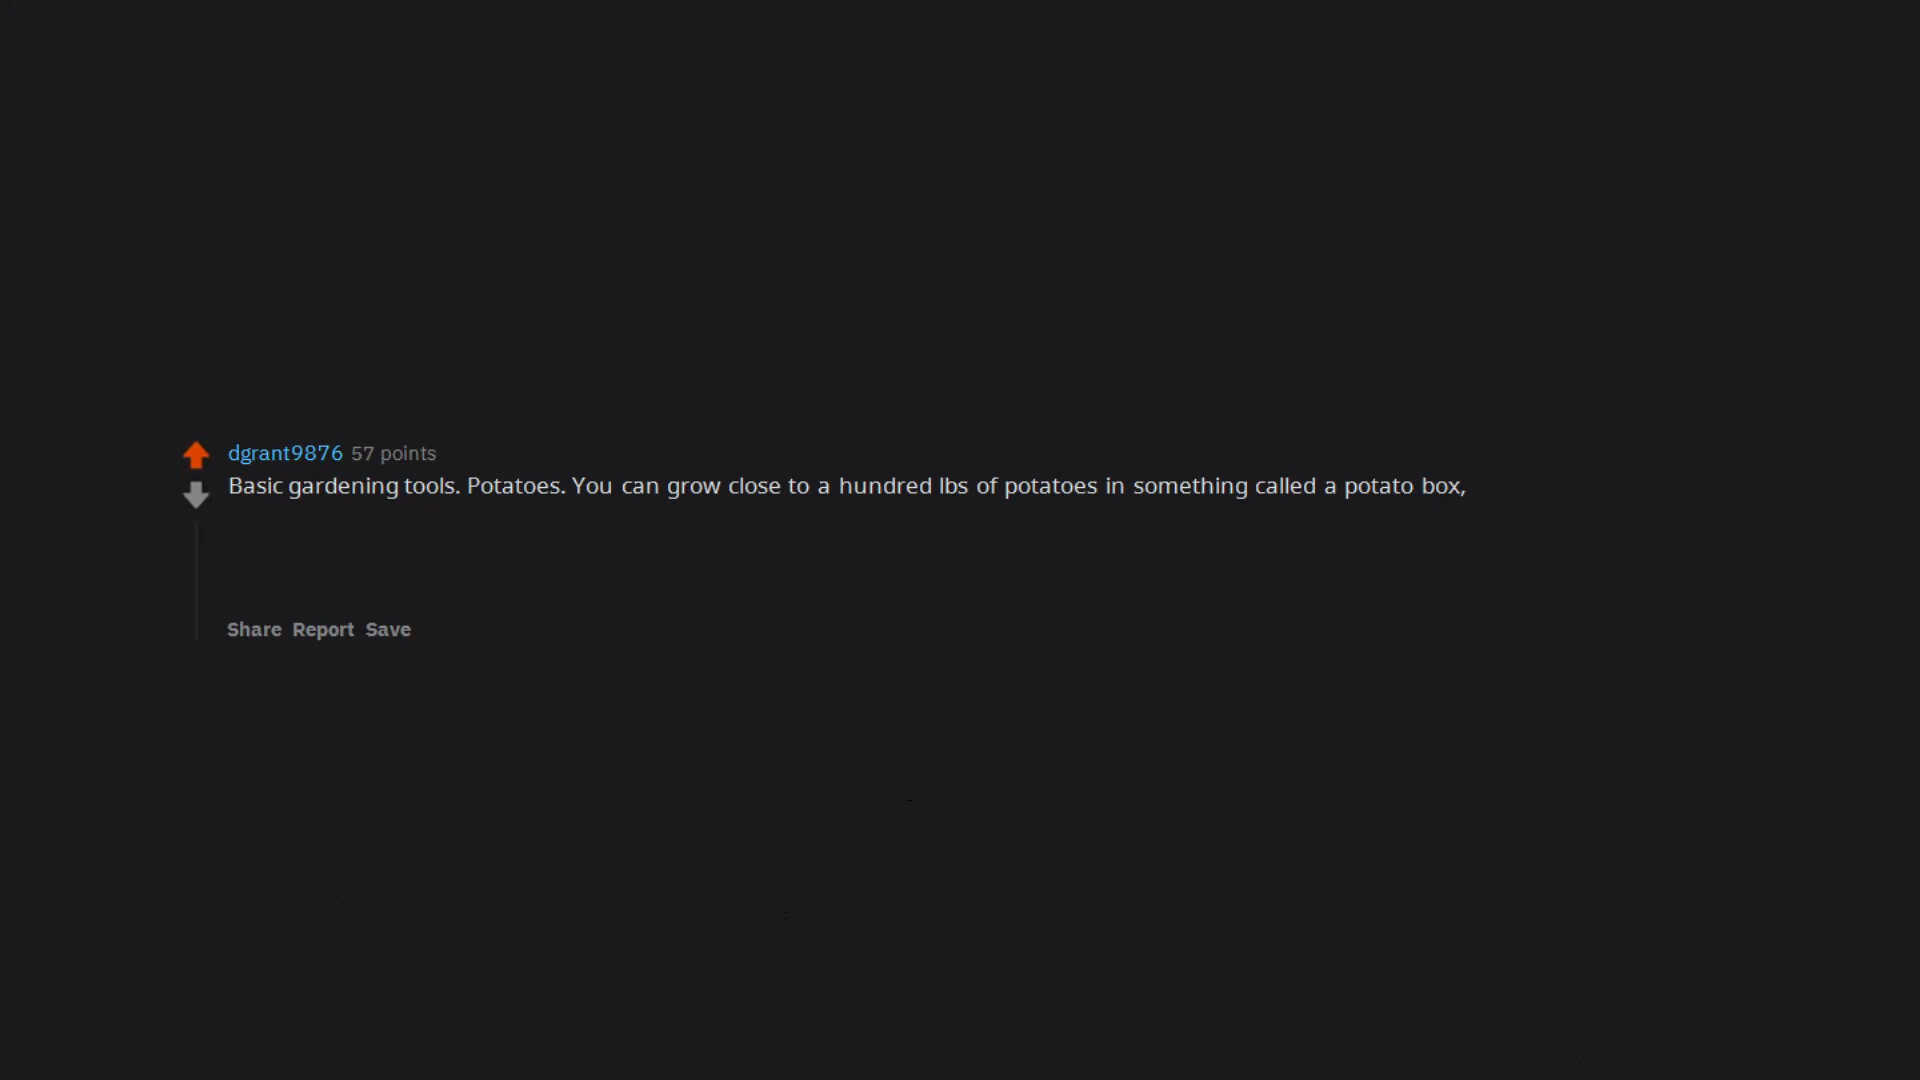 dgrant9876 57 points
Basic gardening tools. Potatoes. You can grow close to a hundred lbs of potatoes in something called a potato box,
Share Report Save